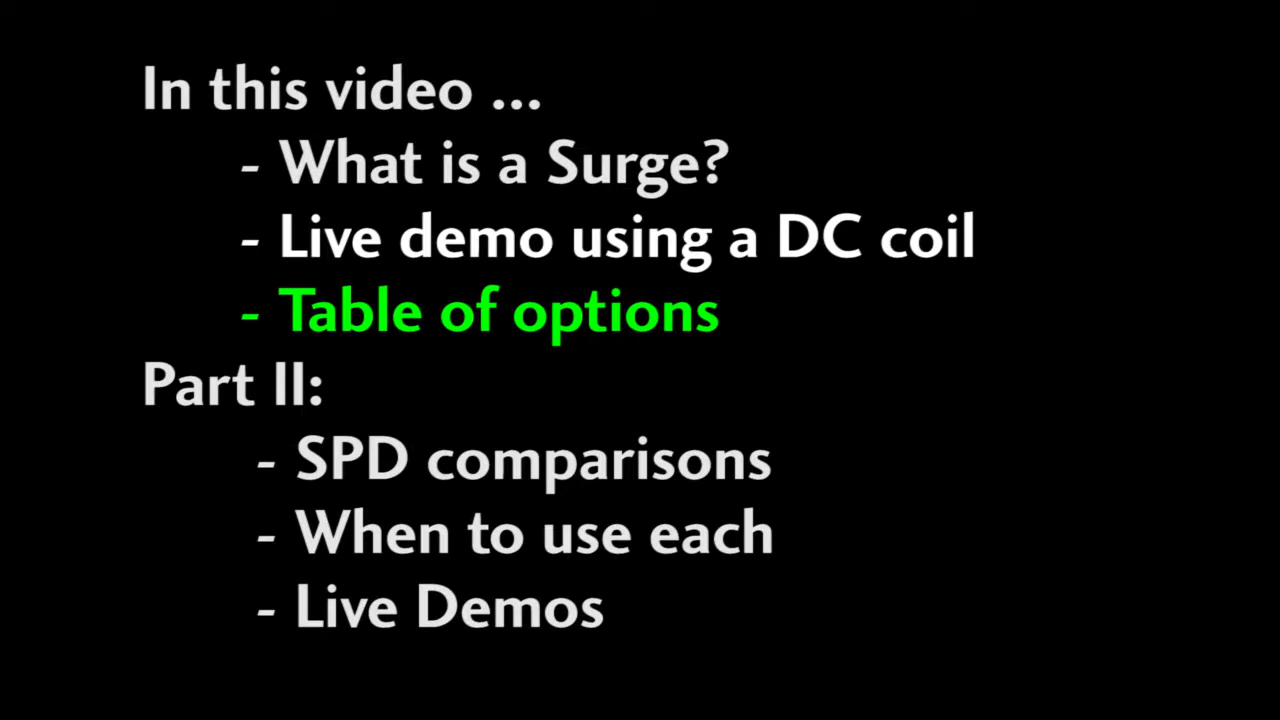 In this video ...
- What is a Surge?
- Live demo using a DC coil
- Table of options
Part II:
- SPD comparisons
- When to use each
- Live Demos